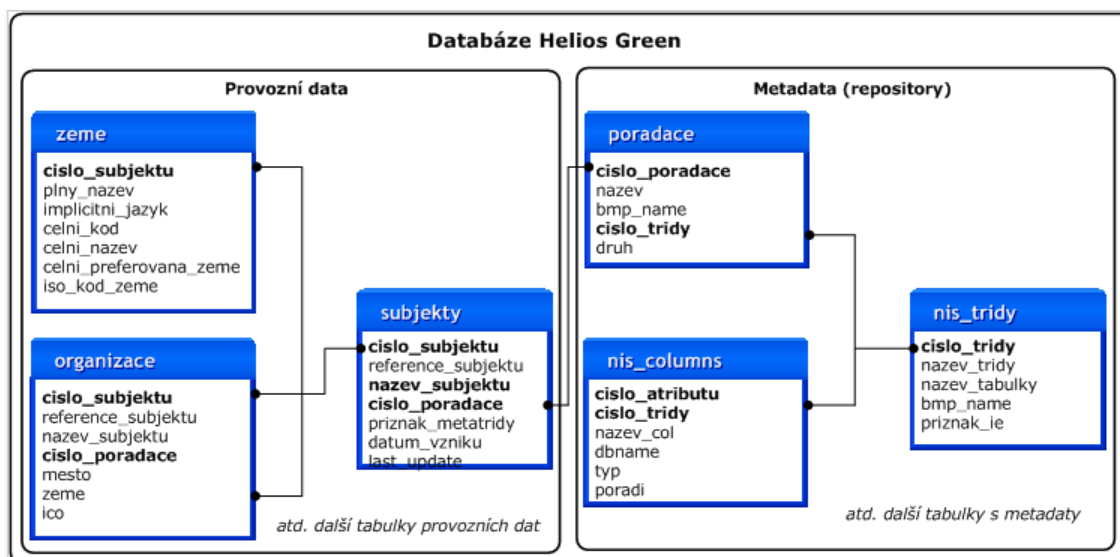 Databáze Helios Green
Provozní data
zeme
cislo_subjektu
plny_nazev
implicitni_jazyk
celni_kod
celni_nazev
celni_preferovana_zeme
iso_kod_zeme
organizace
cislo_subjektu
reference_subjektu
nazev_subjektu
cislo_poradace
mesto
zeme
ico
subjekty
cislo_subjektu
reference_subjektu
nazev_subjektu
cislo_poradace
priznak_metatridy
datum_vzniku
last_update
atd. další tabulky provozních dat
Metadata (repository)
poradace
cislo_poradace
nazev
bmp_name
cislo_tridy
druh
nis_columns
cislo_atributu
cislo_tridy
nazev_col
dbname
typ
poradi
nis_tridy
cislo_tridy
nazev_tridy
nazev_tabulky
bmp_name
priznak_ie
atd. další tabulky s metadaty